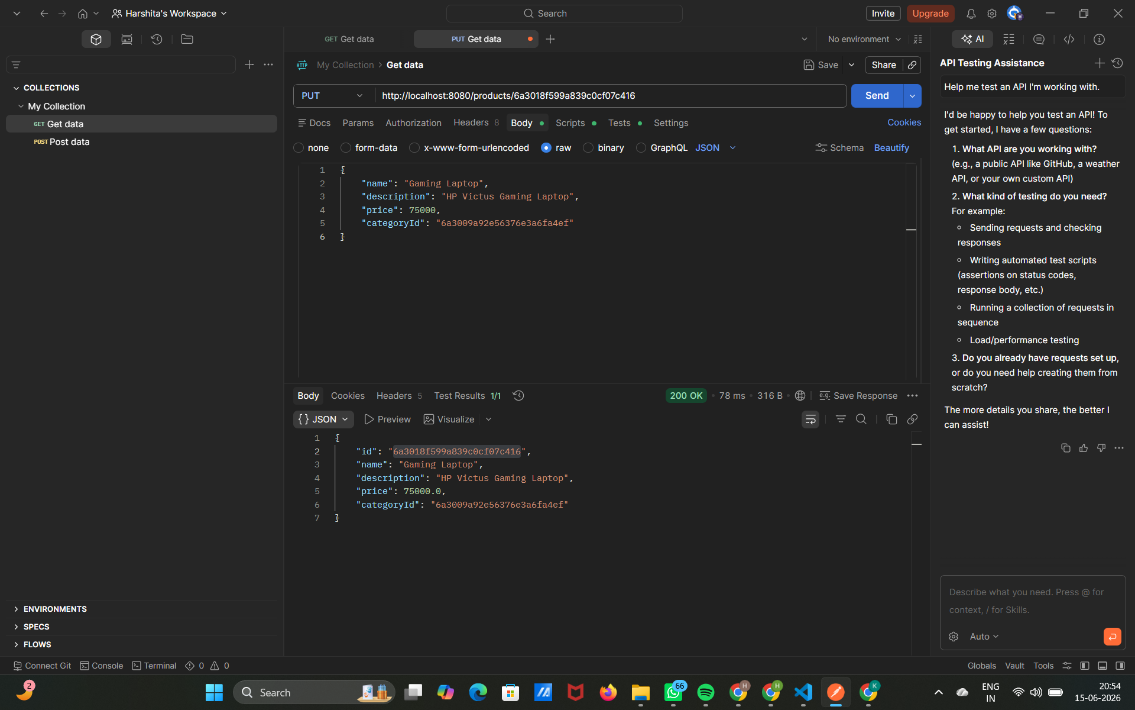 Harshita's Workspace
Search
Invite
Upgrade
GET Get data
PUT Get data
No environment
AI
HTTP
My Collection > Get data
Save
Share
API Testing Assistance
COLLECTIONS
My Collection
GET Get data
POST Post data
PUT
http://localhost:8080/products/6a3018f599a839c0cf07c416
Send
Docs Params Authorization Headers 8 Body Scripts Tests Settings
Cookies
none form-data x-www-form-urlencoded raw binary GraphQL JSON
Schema Beautify
1 {
2 "name": "Gaming Laptop",
3 "description": "HP Victus Gaming Laptop",
4 "price": 75000,
5 "categoryId": "6a3009a92e56376e3a6fa4ef"
6 }
Body Cookies Headers 5 Test Results 1/1
200 OK 78 ms 316 B
Save Response
{} JSON Preview Visualize
1 {
2 "id": "6a3018f599a839c0cf07c416",
3 "name": "Gaming Laptop",
4 "description": "HP Victus Gaming Laptop",
5 "price": 75000.0,
6 "categoryId": "6a3009a92e56376e3a6fa4ef"
7 }
Help me test an API I'm working with.
I'd be happy to help you test an API! To
get started, I have a few questions:
1. What API are you working with?
(e.g., a public API like GitHub, a weather
API, or your own custom API)
2. What kind of testing do you need?
For example:
Sending requests and checking
responses
Writing automated test scripts
(assertions on status codes,
response body, etc.)
Running a collection of requests in
sequence
Load/performance testing
3. Do you already have requests set up,
or do you need help creating them from
scratch?
The more details you share, the better I
can assist!
Describe what you need. Press @ for
context, / for Skills.
Auto
ENVIRONMENTS
SPECS
FLOWS
Connect Git Console Terminal 0 0
Globals Vault Tools
2
Search
66
H
H
K
ENG
IN
20:54
15-06-2026